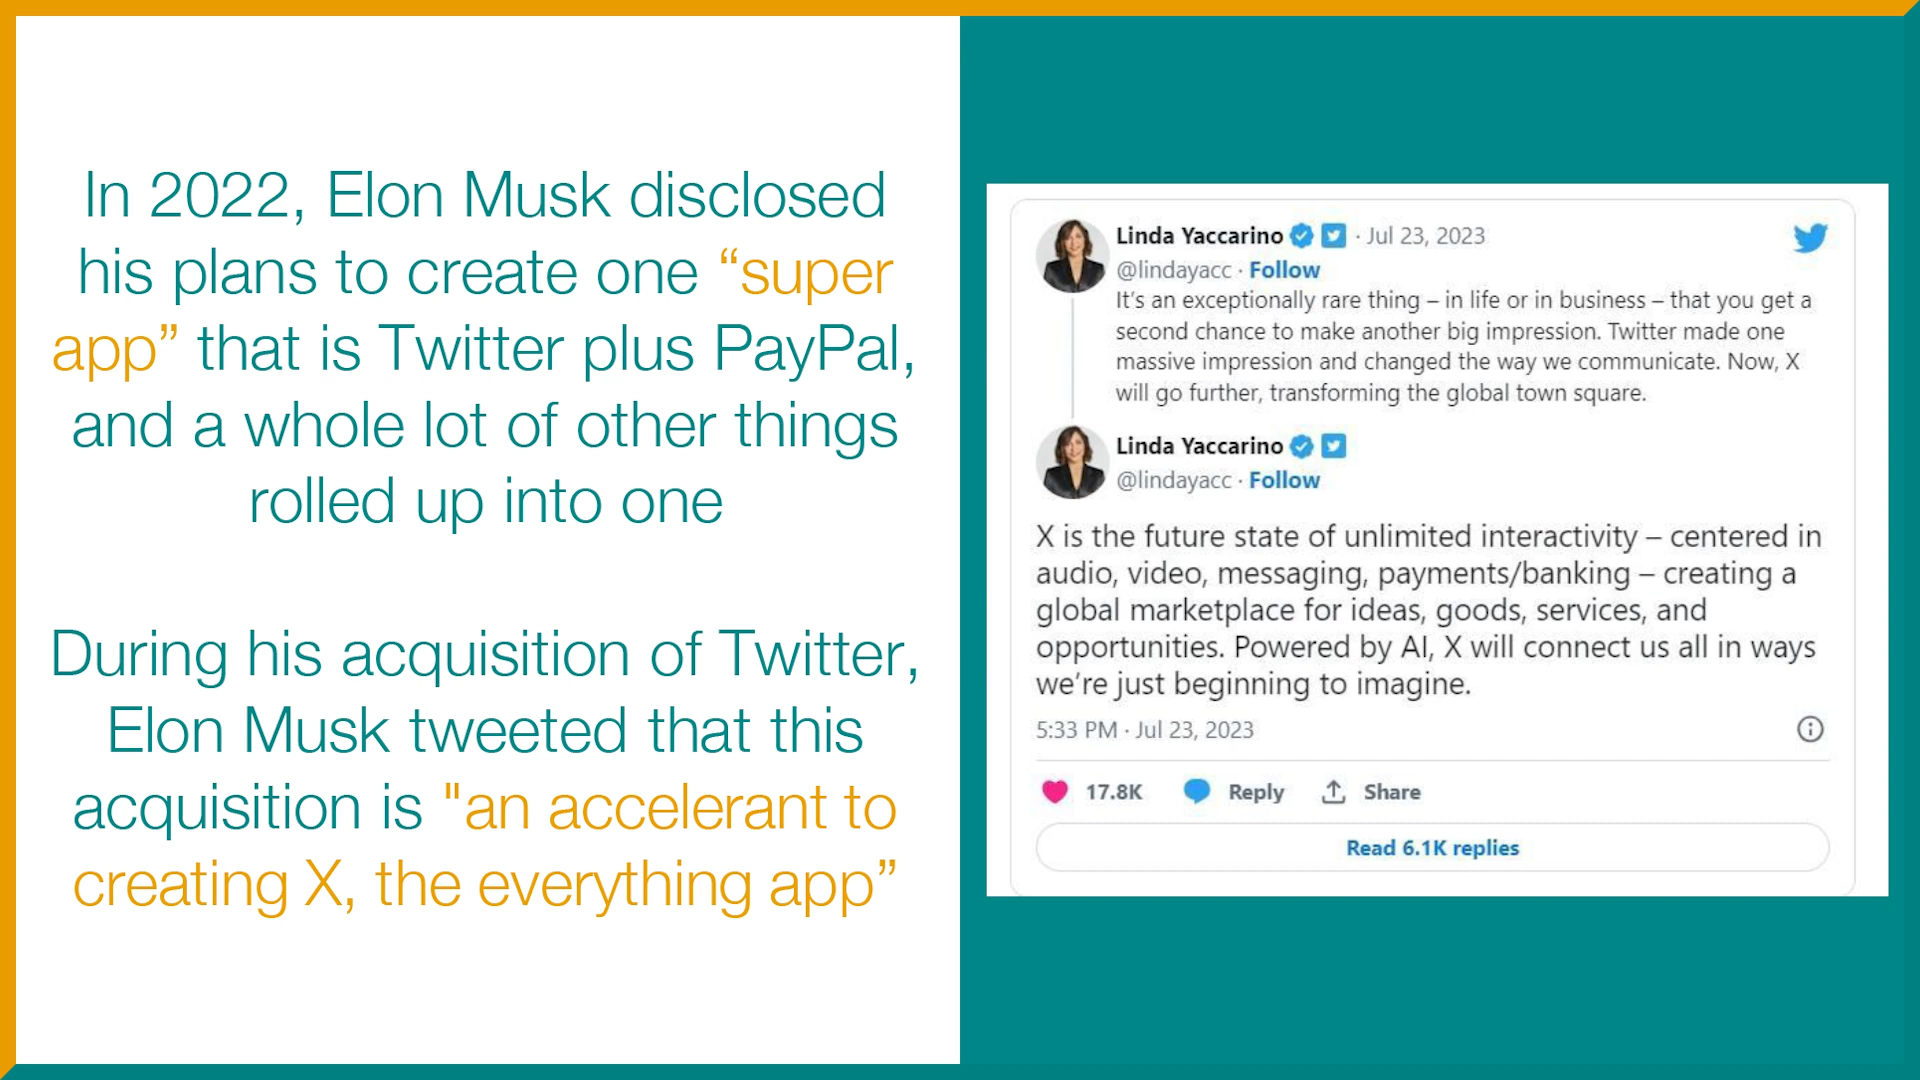 In 2022, Elon Musk disclosed
his plans to create one “super
app” that is Twitter plus PayPal,
and a whole lot of other things
rolled up into one
During his acquisition of Twitter,
Elon Musk tweeted that this
acquisition is "an accelerant to
creating X, the everything app”
Linda Yaccarino · Jul 23, 2023
@lindayacc · Follow
It’s an exceptionally rare thing – in life or in business – that you get a
second chance to make another big impression. Twitter made one
massive impression and changed the way we communicate. Now, X
will go further, transforming the global town square.
Linda Yaccarino
@lindayacc · Follow
X is the future state of unlimited interactivity – centered in
audio, video, messaging, payments/banking – creating a
global marketplace for ideas, goods, services, and
opportunities. Powered by AI, X will connect us all in ways
we’re just beginning to imagine.
5:33 PM · Jul 23, 2023
17.8K Reply Share
Read 6.1K replies